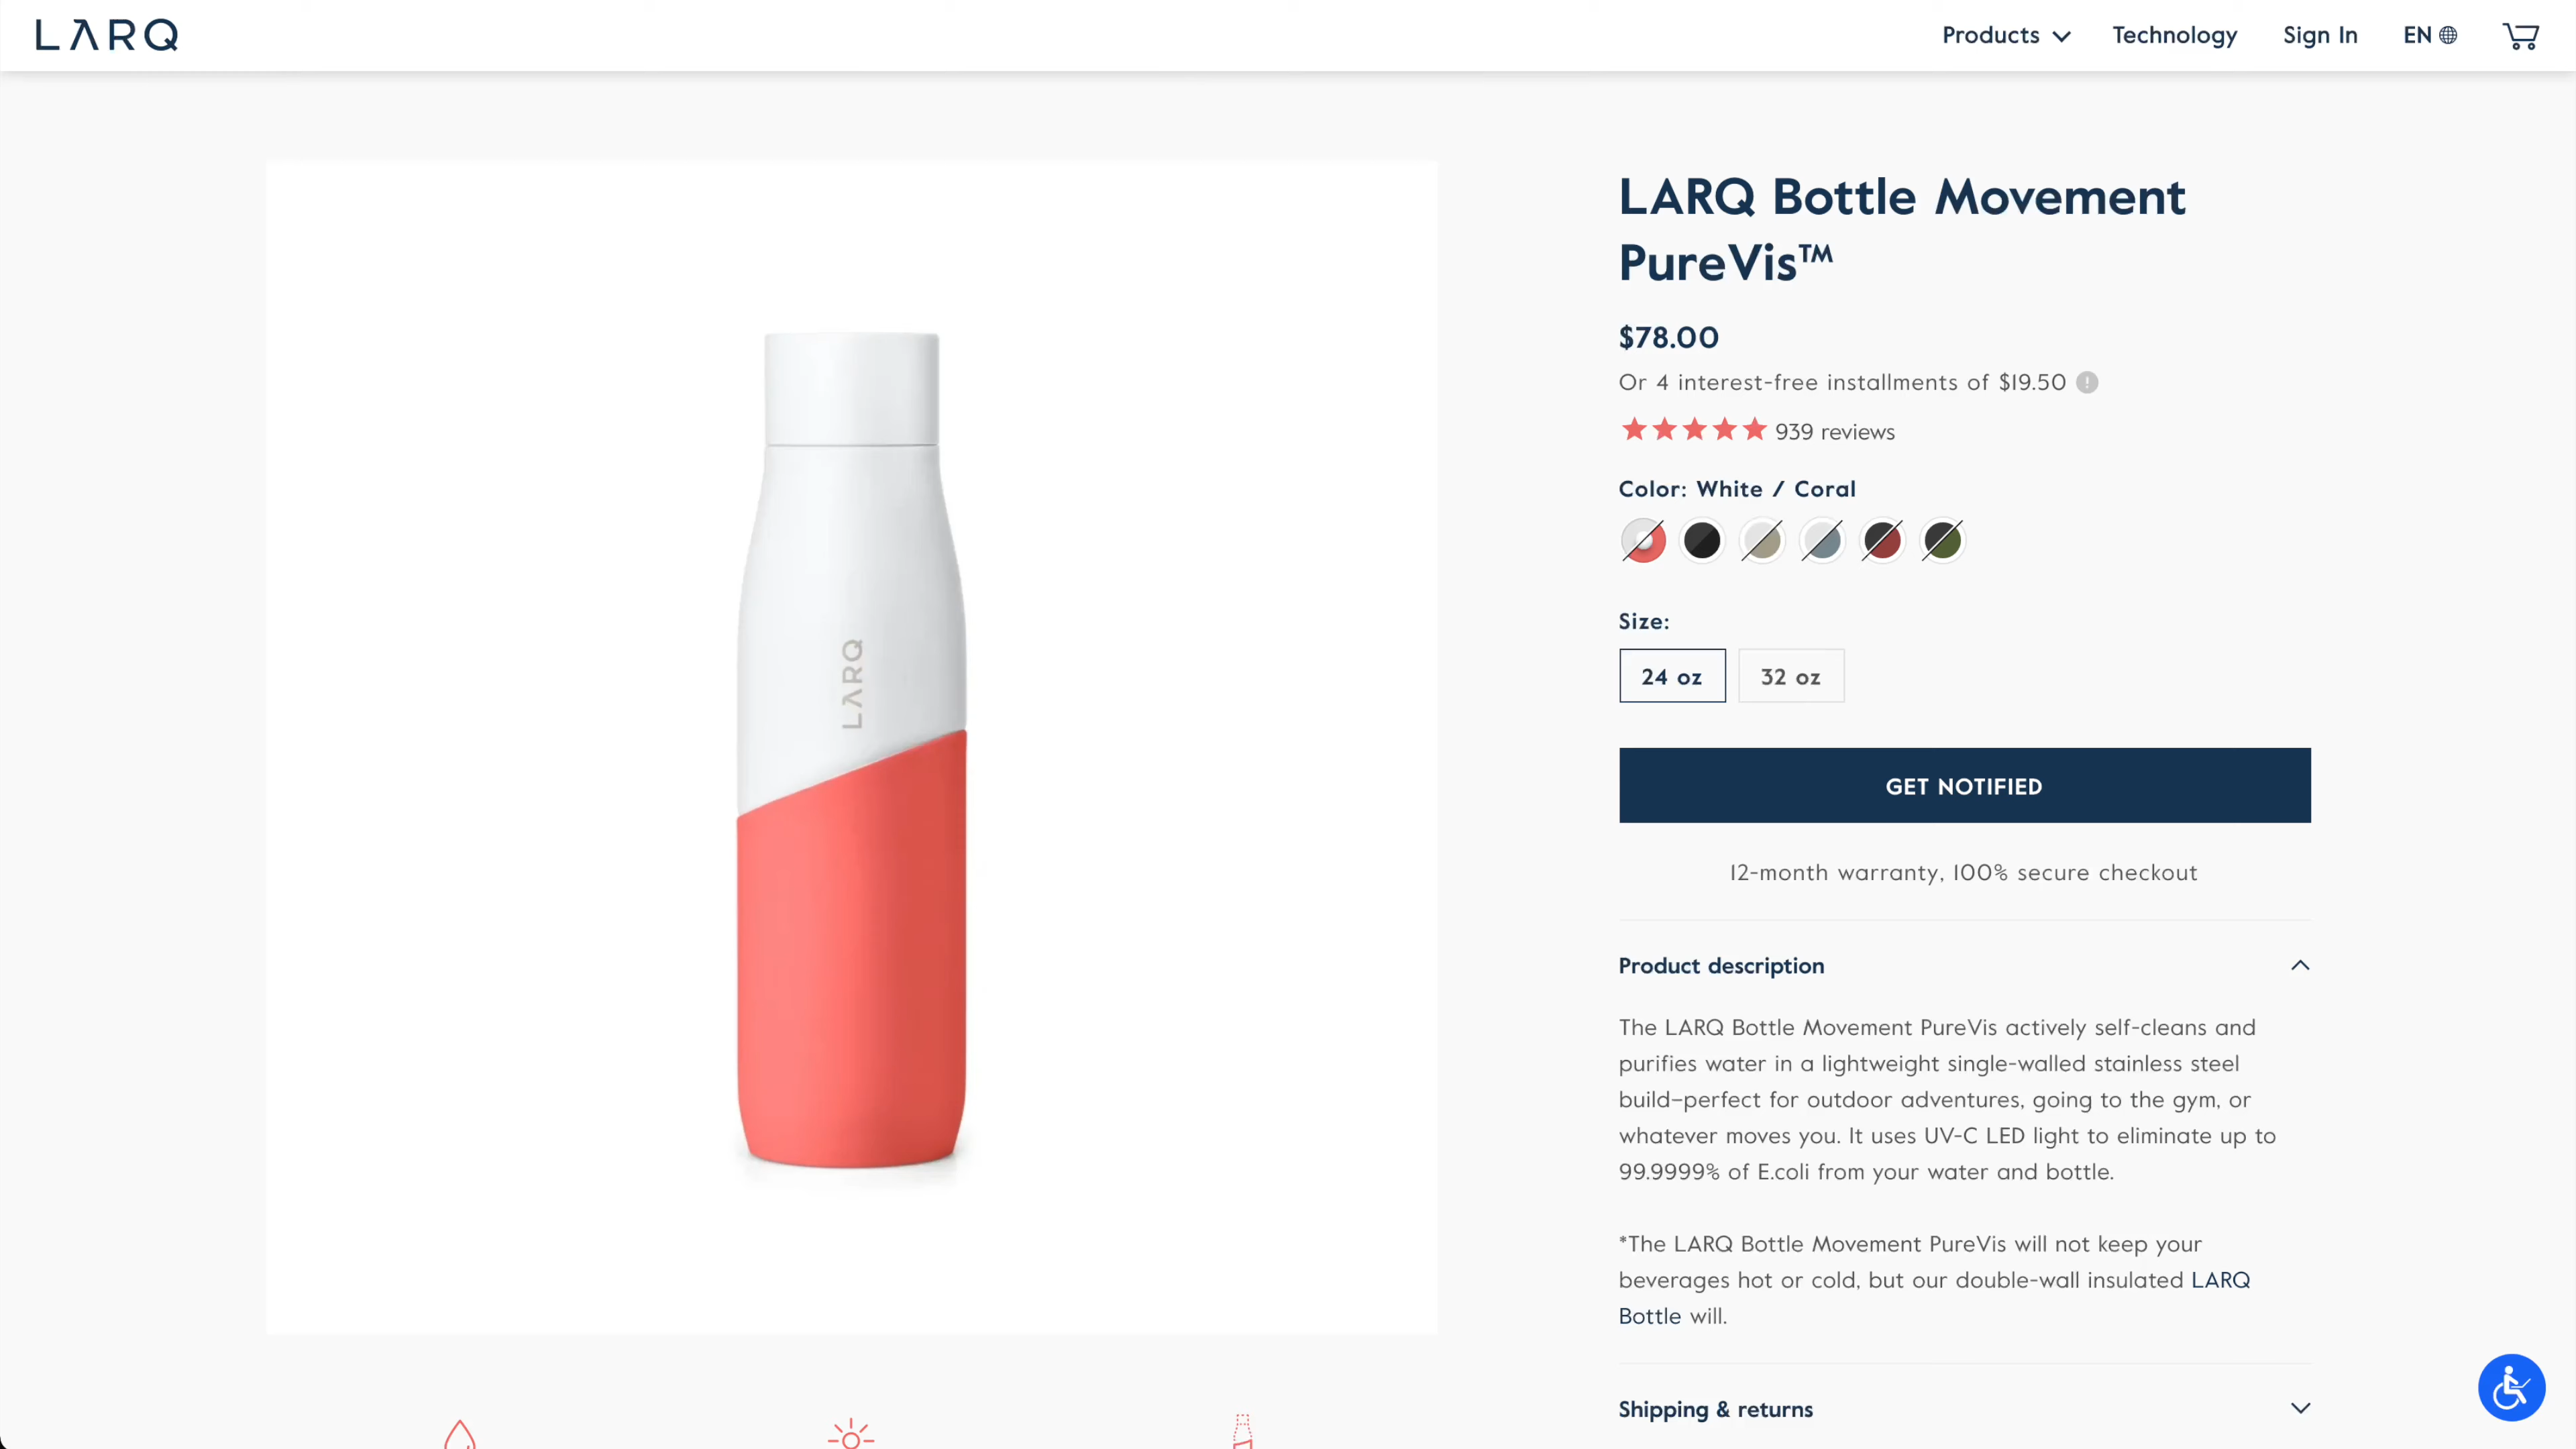 LARQ
Products
Technology
Sign In
EN
LARQ
LARQ Bottle Movement
PureVis™
$78.00
Or 4 interest-free installments of $19.50 !
939 reviews
Color: White / Coral
Size:
24 oz
32 oz
GET NOTIFIED
12-month warranty, 100% secure checkout
Product description
The LARQ Bottle Movement PureVis actively self-cleans and
purifies water in a lightweight single-walled stainless steel
build–perfect for outdoor adventures, going to the gym, or
whatever moves you. It uses UV-C LED light to eliminate up to
99.9999% of E.coli from your water and bottle.
*The LARQ Bottle Movement PureVis will not keep your
beverages hot or cold, but our double-wall insulated LARQ
Bottle will.
Shipping & returns